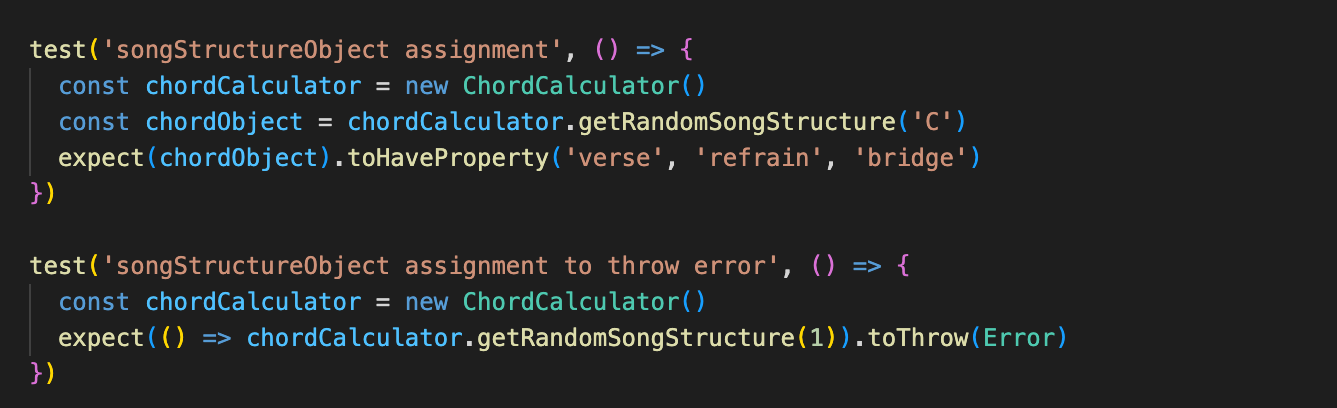 test('songStructureObject assignment', () => {
  const chordCalculator = new ChordCalculator()
  const chordObject = chordCalculator.getRandomSongStructure('C')
  expect(chordObject).toHaveProperty('verse', 'refrain', 'bridge')
})

test('songStructureObject assignment to throw error', () => {
  const chordCalculator = new ChordCalculator()
  expect(() => chordCalculator.getRandomSongStructure(1)).toThrow(Error)
})